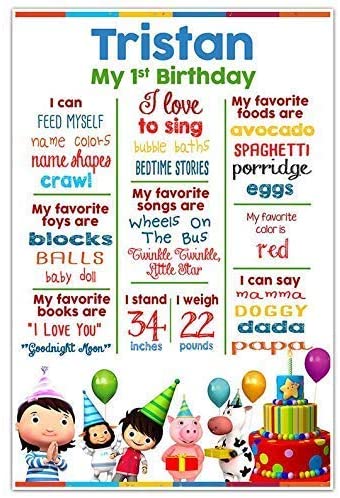 Tristan
My 1st Birthday
I can
FEED MYSELF
name colors
name shapes
crawl
I love
to sing
bubble baths
BEDTIME STORIES
My favorite
foods are
avocado
SPAGHETTI
porridge
eggs
My favorite
toys are
blocks
BALLS
baby doll
My favorite
songs are
Wheels On
The Bus
Twinkle Twinkle,
Little Star
My favorite
color is
red
My favorite
books are
"I LOVE YOU"
"Goodnight Moon"
I stand
34
inches
I weigh
22
pounds
I can say
mamma
DOGGY
dada
papa